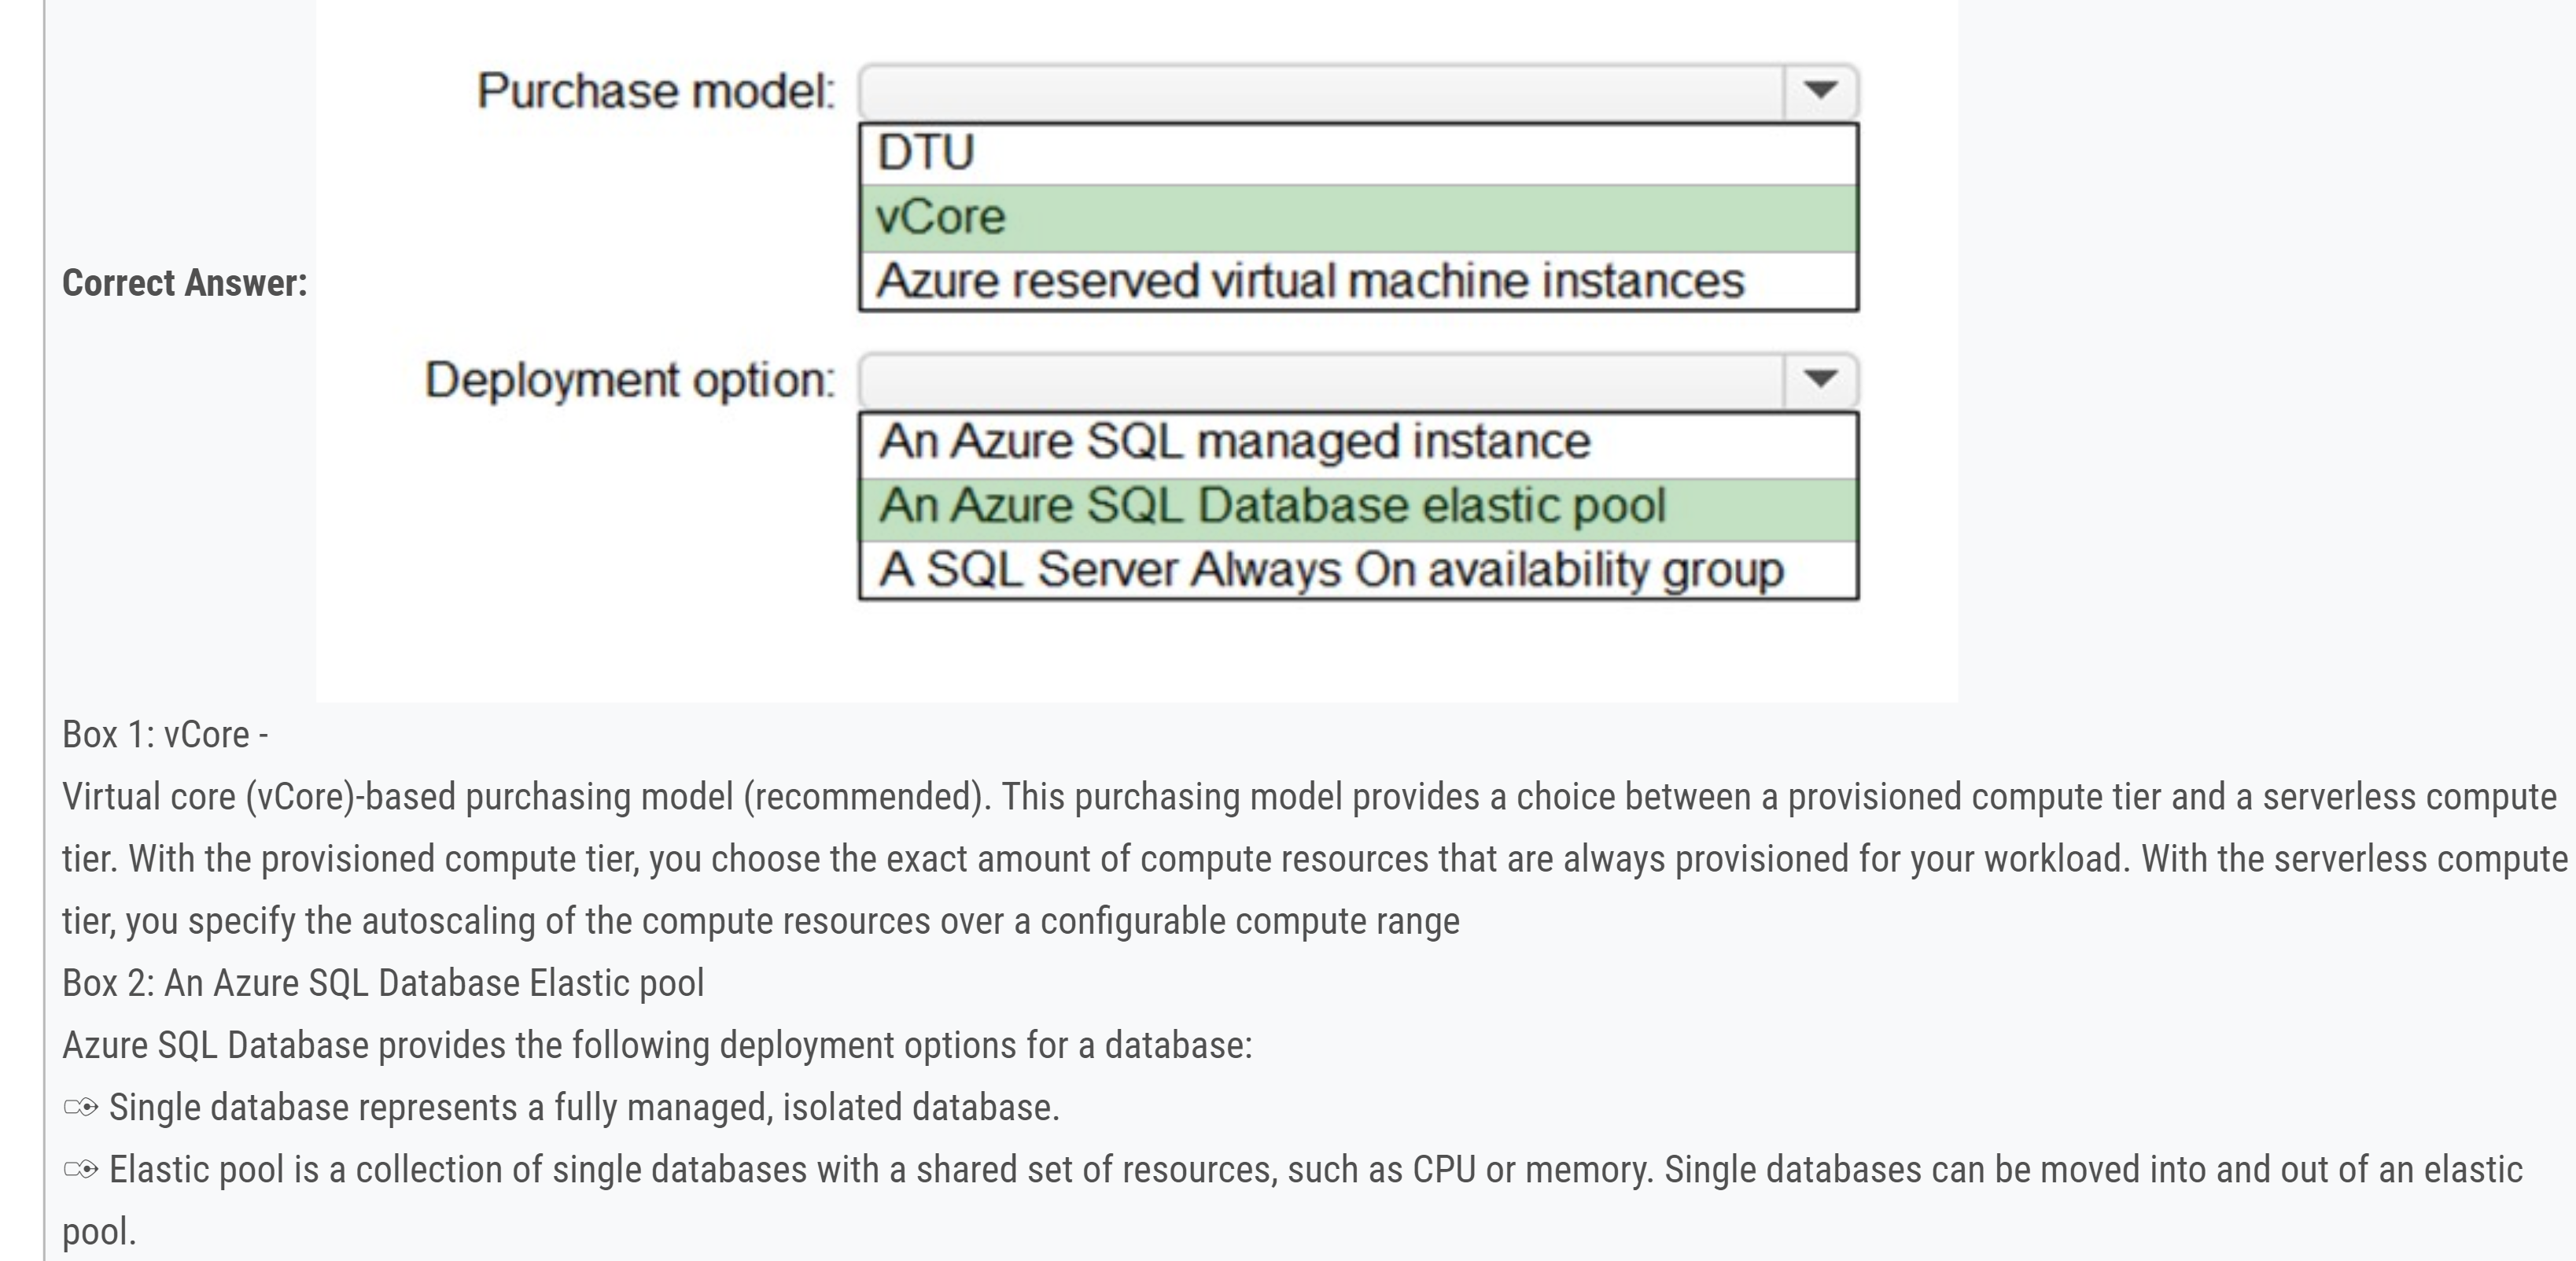 Purchase model:
DTU
vCore
Azure reserved virtual machine instances
Correct Answer:
Deployment option:
An Azure SQL managed instance
An Azure SQL Database elastic pool
A SQL Server Always On availability group
Box 1: vCore -
Virtual core (vCore)-based purchasing model (recommended). This purchasing model provides a choice between a provisioned compute tier and a serverless compute
tier. With the provisioned compute tier, you choose the exact amount of compute resources that are always provisioned for your workload. With the serverless compute
tier, you specify the autoscaling of the compute resources over a configurable compute range
Box 2: An Azure SQL Database Elastic pool
Azure SQL Database provides the following deployment options for a database:
Single database represents a fully managed, isolated database.
Elastic pool is a collection of single databases with a shared set of resources, such as CPU or memory. Single databases can be moved into and out of an elastic
pool.